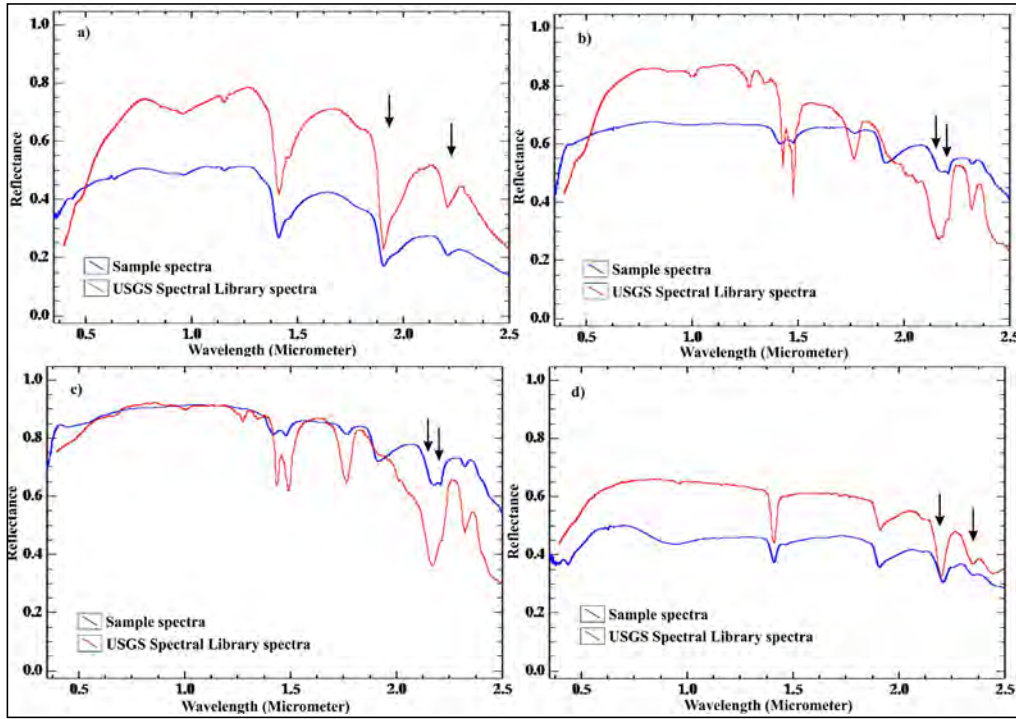 a)
1.0
0.8
0.6
0.4
0.2
0.0
Reflectance
Sample spectra
USGS Spectral Library spectra
0.5 1.0 1.5 2.0 2.5
Wavelength (Micrometer)
b)
1.0
0.8
0.6
0.4
0.2
0.0
Reflectance
Sample spectra
USGS Spectral Library spectra
0.5 1.0 1.5 2.0 2.5
Wavelength (Micrometer)
c)
1.0
0.8
0.6
0.4
0.2
0.0
Reflectance
Sample spectra
USGS Spectral Library spectra
0.5 1.0 1.5 2.0 2.5
Wavelength (Micrometer)
d)
1.0
0.8
0.6
0.4
0.2
0.0
Reflectance
Sample spectra
USGS Spectral Library spectra
0.5 1.0 1.5 2.0 2.5
Wavelength (Micrometer)